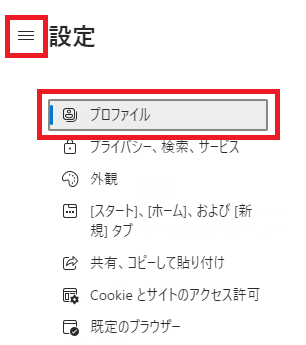 設定
プロファイル
プライバシー、検索、サービス
外観
[スタート]、[ホーム]、および [新
規] タブ
共有、コピーして貼り付け
Cookie とサイトのアクセス許可
既定のブラウザー